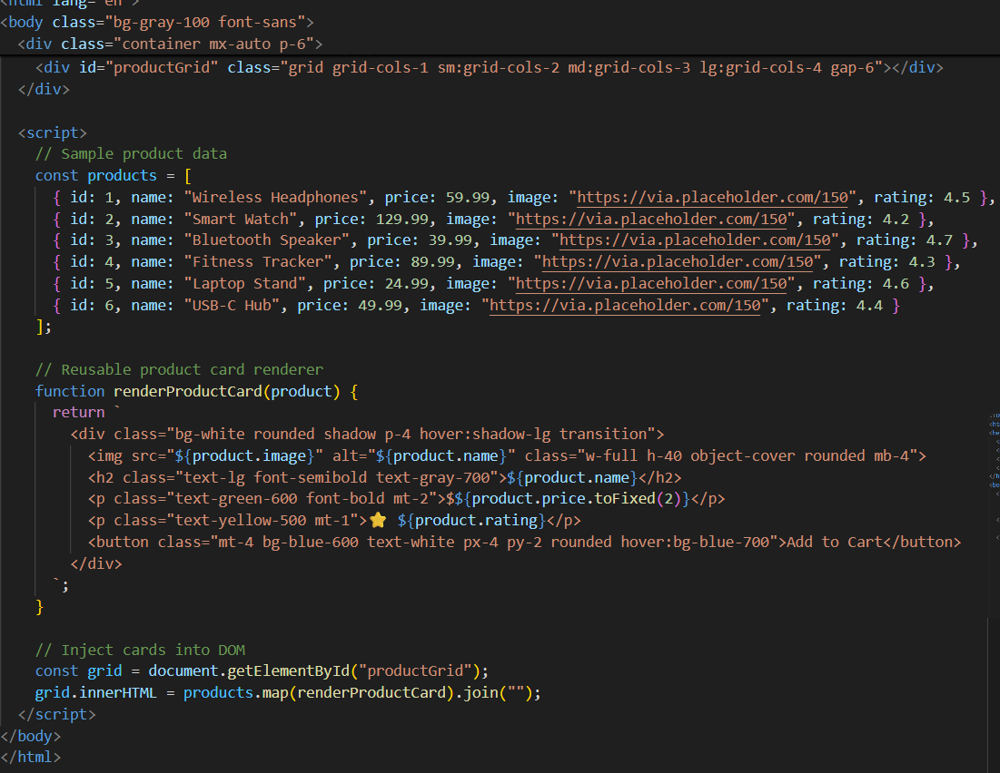 <html lang="en">
<body class="bg-gray-100 font-sans">
<div class="container mx-auto p-6">
<div id="productGrid" class="grid grid-cols-1 sm:grid-cols-2 md:grid-cols-3 lg:grid-cols-4 gap-6"></div>
</div>
<script>
// Sample product data
const products = [
{ id: 1, name: "Wireless Headphones", price: 59.99, image: "https://via.placeholder.com/150", rating: 4.5 },
{ id: 2, name: "Smart Watch", price: 129.99, image: "https://via.placeholder.com/150", rating: 4.2 },
{ id: 3, name: "Bluetooth Speaker", price: 39.99, image: "https://via.placeholder.com/150", rating: 4.7 },
{ id: 4, name: "Fitness Tracker", price: 89.99, image: "https://via.placeholder.com/150", rating: 4.3 },
{ id: 5, name: "Laptop Stand", price: 24.99, image: "https://via.placeholder.com/150", rating: 4.6 },
{ id: 6, name: "USB-C Hub", price: 49.99, image: "https://via.placeholder.com/150", rating: 4.4 }
];
// Reusable product card renderer
function renderProductCard(product) {
return `
<div class="bg-white rounded shadow p-4 hover:shadow-lg transition">
<img src="${product.image}" alt="${product.name}" class="w-full h-40 object-cover rounded mb-4">
<h2 class="text-lg font-semibold text-gray-700">${product.name}</h2>
<p class="text-green-600 font-bold mt-2">$${product.price.toFixed(2)}</p>
<p class="text-yellow-500 mt-1">⭐ ${product.rating}</p>
<button class="mt-4 bg-blue-600 text-white px-4 py-2 rounded hover:bg-blue-700">Add to Cart</button>
</div>
`;
}
// Inject cards into DOM
const grid = document.getElementById("productGrid");
grid.innerHTML = products.map(renderProductCard).join("");
</script>
</body>
</html>